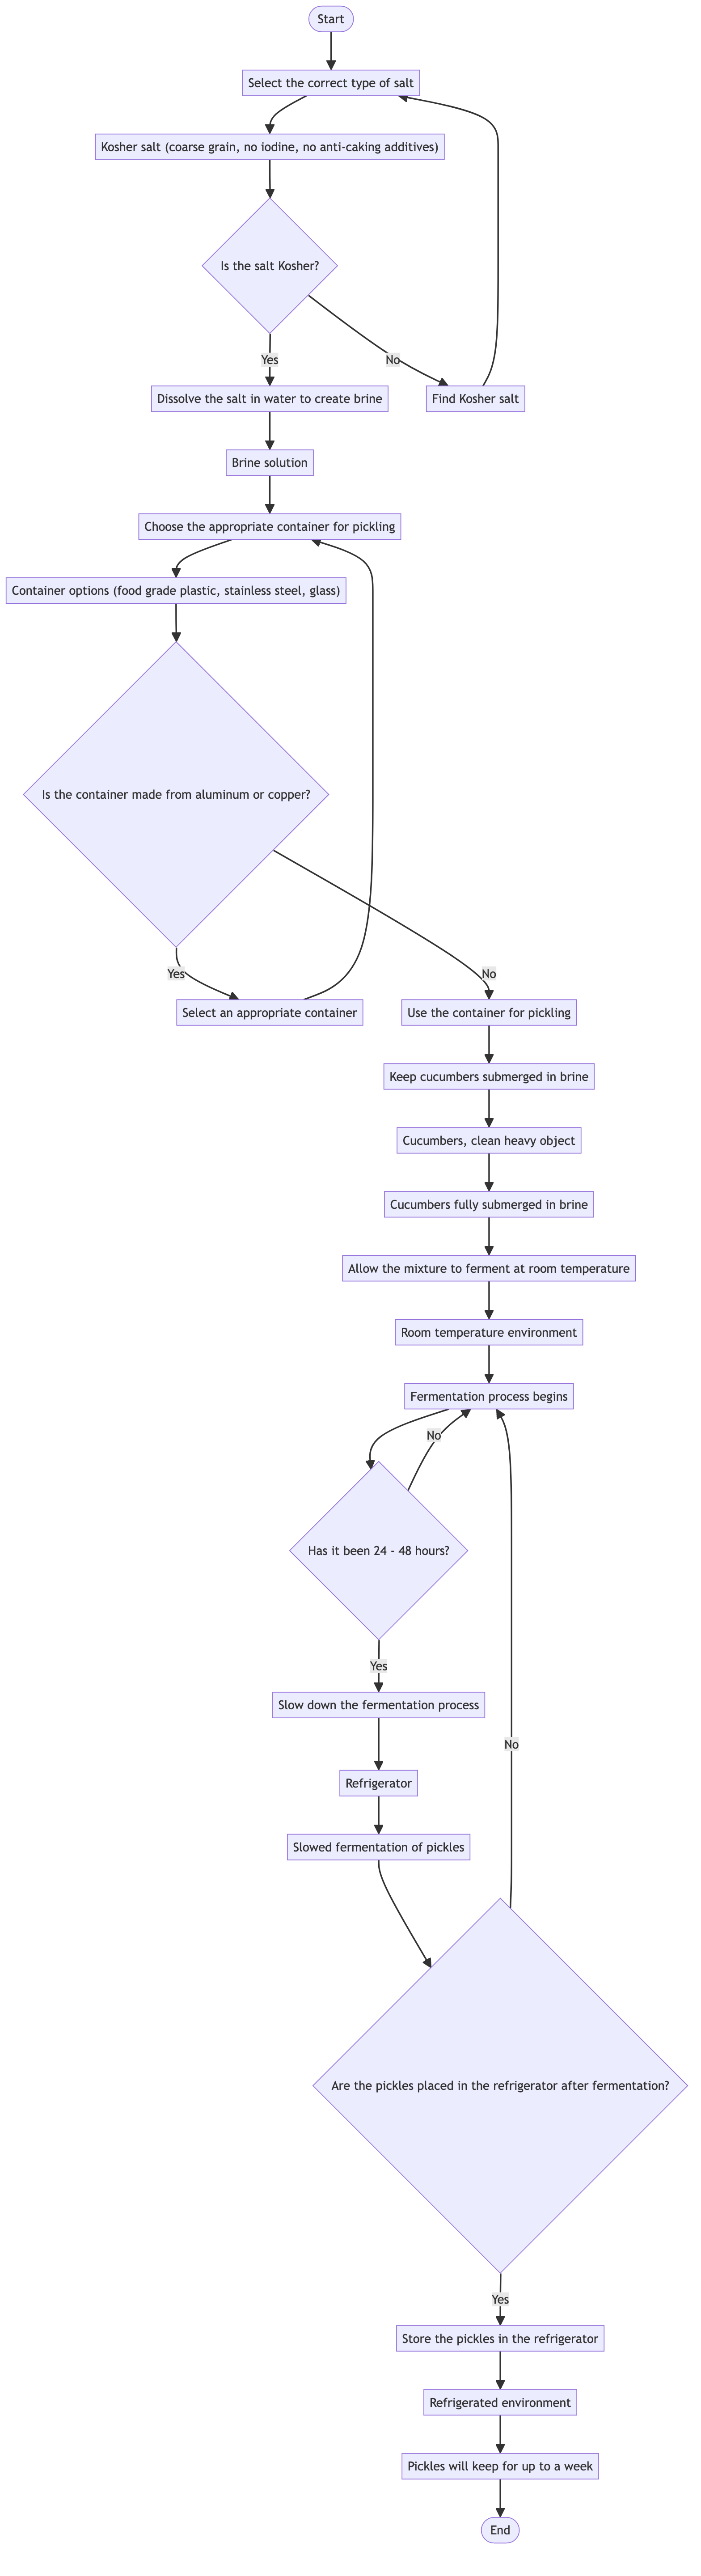 Start
Select the correct type of salt
Kosher salt (coarse grain, no iodine, no anti-caking additives)
Is the salt Kosher?
Yes
No
Dissolve the salt in water to create brine
Find Kosher salt
Brine solution
Choose the appropriate container for pickling
Container options (food grade plastic, stainless steel, glass)
Is the container made from aluminum or copper?
Yes
No
Select an appropriate container
Use the container for pickling
Keep cucumbers submerged in brine
Cucumbers, clean heavy object
Cucumbers fully submerged in brine
Allow the mixture to ferment at room temperature
Room temperature environment
Fermentation process begins
No
Has it been 24 - 48 hours?
Yes
Slow down the fermentation process
No
Refrigerator
Slowed fermentation of pickles
Are the pickles placed in the refrigerator after fermentation?
Yes
Store the pickles in the refrigerator
Refrigerated environment
Pickles will keep for up to a week
End